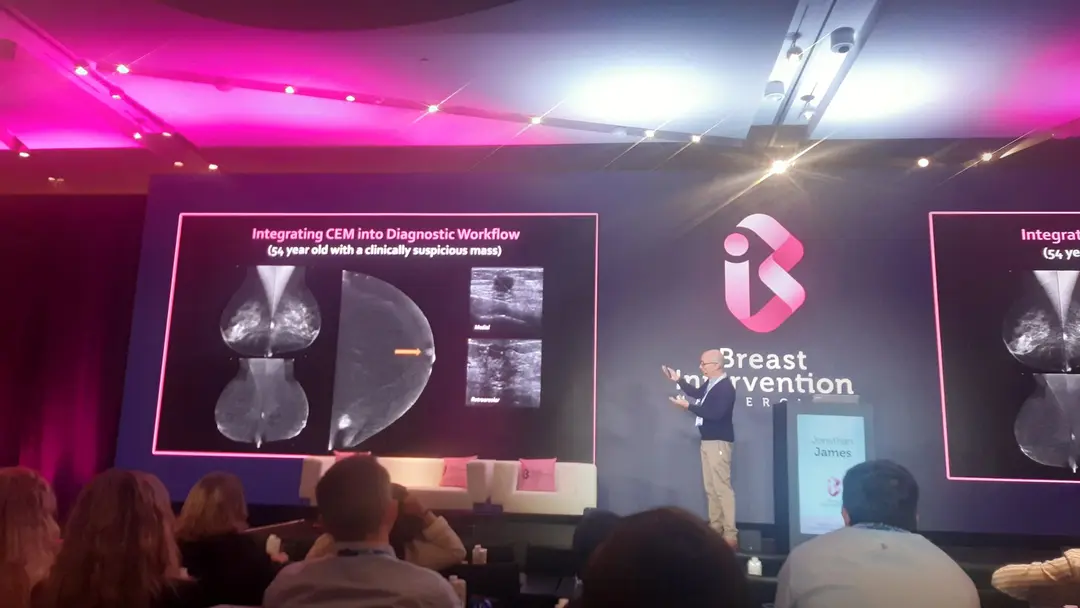 Integrating CEM into Diagnostic Workflow
(54 year old with a clinically suspicious mass)
Medial
Retroareolar
iB
Breast
Intervention
Jonathan
James
Integrat
(54 ye